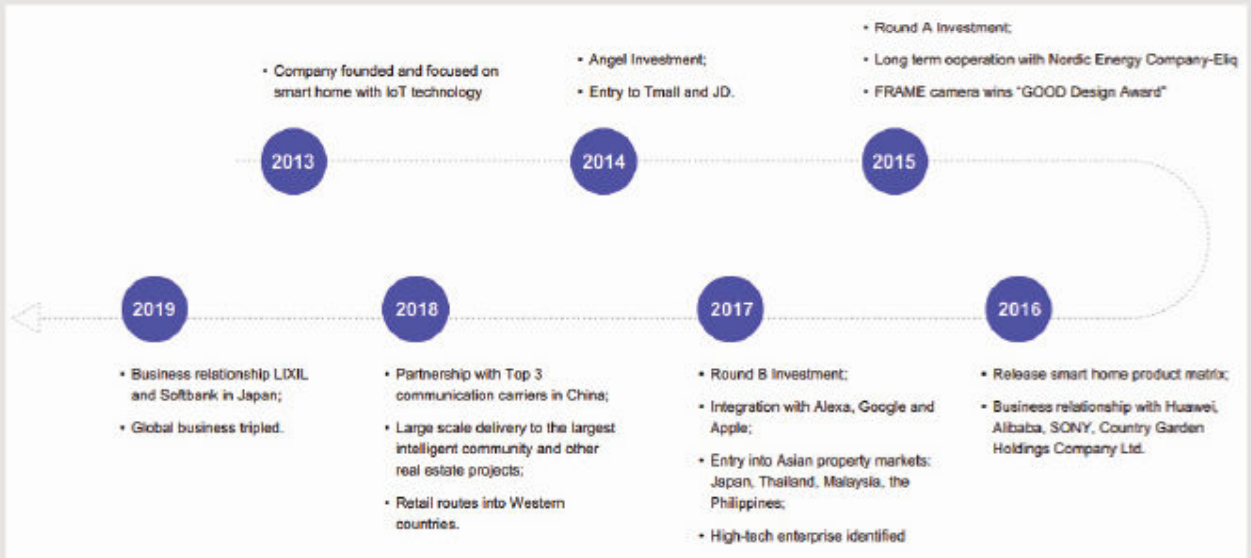 • Company founded and focused on
smart home with IoT technology
2013
• Angel Investment;
• Entry to Tmall and JD.
2014
• Round A Investment;
• Long term ooperation with Nordic Energy Company-Eliq
• FRAME camera wins "GOOD Design Award"
2015
2016
• Release smart home product matrix;
• Business relationship with Huawei,
Alibaba, SONY, Country Garden
Holdings Company Ltd.
2017
• Round B Investment;
• Integration with Alexa, Google and
Apple;
• Entry into Asian property markets:
Japan, Thailand, Malaysia, the
Philippines;
• High-tech enterprise identified
2018
• Partnership with Top 3
communication carriers in China;
• Large scale delivery to the largest
intelligent community and other
real estate projects;
• Retail routes into Western
countries.
2019
• Business relationship LIXIL
and Softbank in Japan;
• Global business tripled.